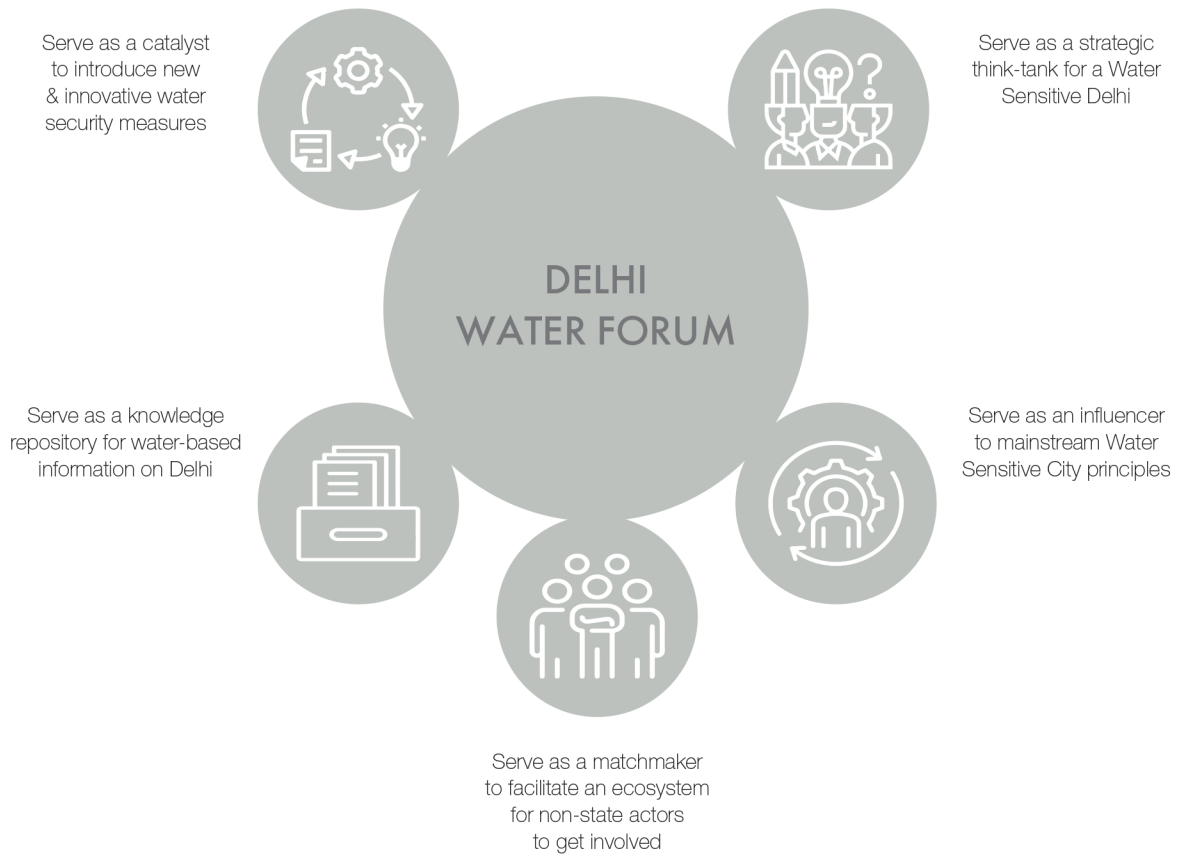 Serve as a catalyst
to introduce new
& innovative water
security measures
Serve as a strategic
think-tank for a Water
Sensitive Delhi
DELHI
WATER FORUM
Serve as a knowledge
repository for water-based
information on Delhi
Serve as an influencer
to mainstream Water
Sensitive City principles
Serve as a matchmaker
to facilitate an ecosystem
for non-state actors
to get involved